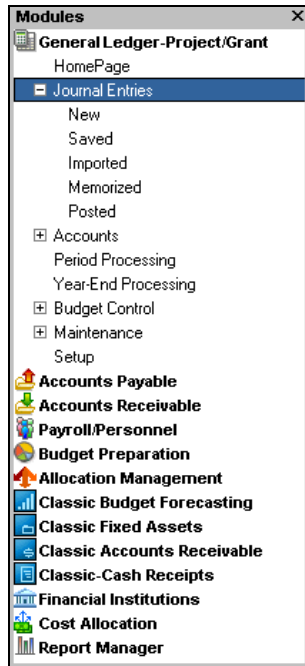 Modules
General Ledger-Project/Grant
HomePage
Journal Entries
New
Saved
Imported
Memorized
Posted
Accounts
Period Processing
Year-End Processing
Budget Control
Maintenance
Setup
Accounts Payable
Accounts Receivable
Payroll/Personnel
Budget Preparation
Allocation Management
Classic Budget Forecasting
Classic Fixed Assets
Classic Accounts Receivable
Classic-Cash Receipts
Financial Institutions
Cost Allocation
Report Manager